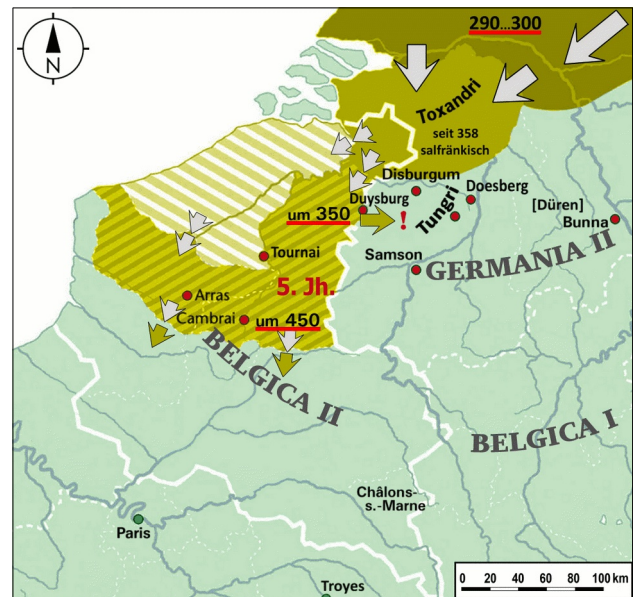 N
290...300
Toxandri
seit 358
salfränkisch
Disburgum
Duysburg
Doesberg
um 350
!
Tungri
[Düren]
Bunna
Tournai
Samson
GERMANIA II
5. Jh.
Arras
Cambrai
um 450
BELGICA II
BELGICA I
Châlons-
s.-Marne
Paris
Troyes
0 20 40 60 80 100 km